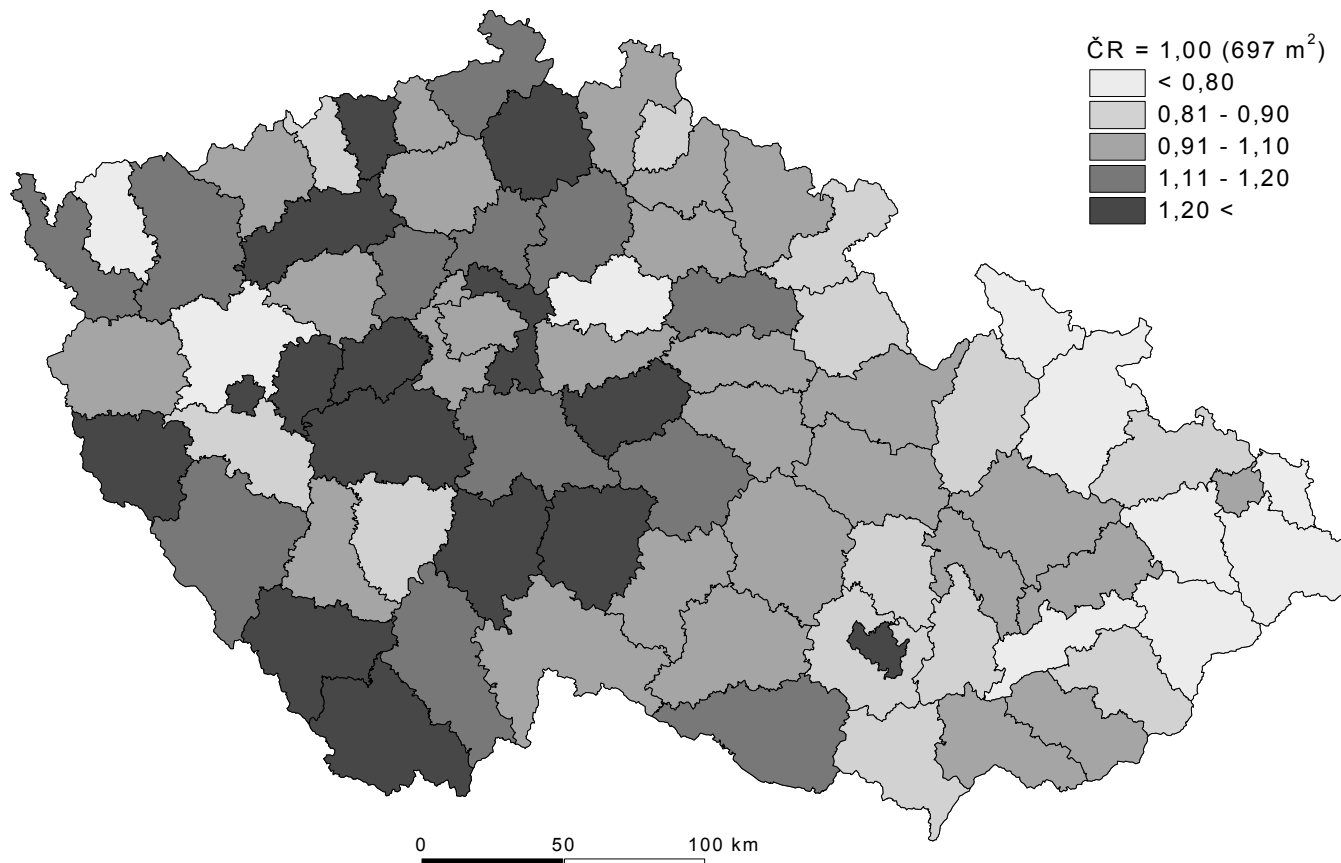 ČR = 1,00 (697 m²)
< 0,80
0,81 - 0,90
0,91 - 1,10
1,11 - 1,20
1,20 <
0 50 100 km